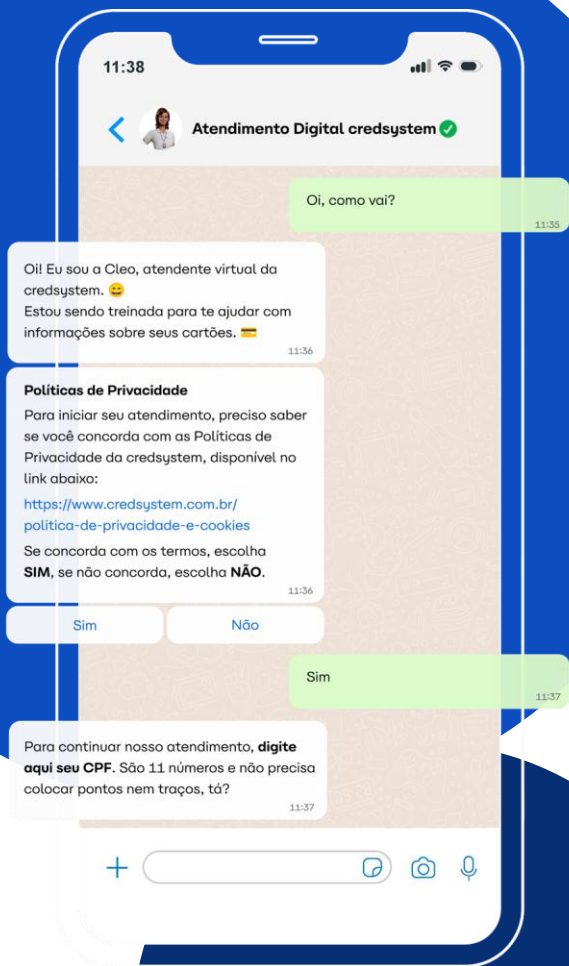 11:38
Atendimento Digital credsystem
Oi, como vai?
11:35
Oi! Eu sou a Cleo, atendente virtual da
credsystem. 😄
Estou sendo treinada para te ajudar com
informações sobre seus cartões. 💳
11:36
Políticas de Privacidade
Para iniciar seu atendimento, preciso saber
se você concorda com as Políticas de
Privacidade da credsystem, disponível no
link abaixo:
https://www.credsystem.com.br/
politica-de-privacidade-e-cookies
Se concorda com os termos, escolha
SIM, se não concorda, escolha NÃO.
11:36
Sim
Não
Sim
11:37
Para continuar nosso atendimento, digite
aqui seu CPF. São 11 números e não precisa
colocar pontos nem traços, tá?
11:37